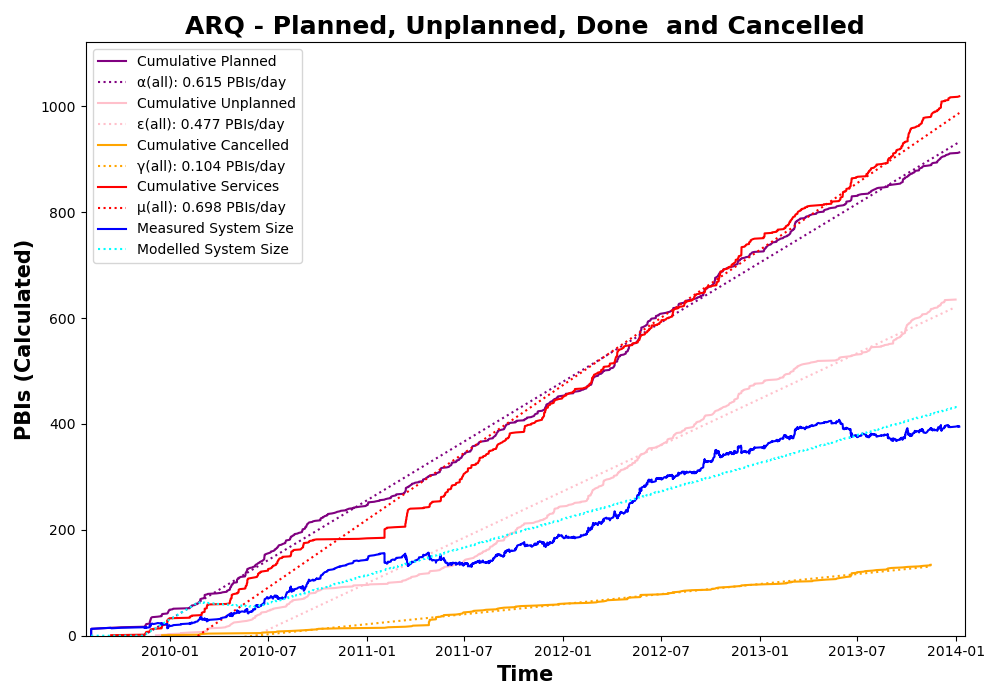 ARQ - Planned, Unplanned, Done  and Cancelled
Cumulative Planned
α(all): 0.615 PBIs/day
Cumulative Unplanned
ε(all): 0.477 PBIs/day
Cumulative Cancelled
γ(all): 0.104 PBIs/day
Cumulative Services
μ(all): 0.698 PBIs/day
Measured System Size
Modelled System Size
PBIs (Calculated)
1000
800
600
400
200
0
2010-01 2010-07 2011-01 2011-07 2012-01 2012-07 2013-01 2013-07 2014-01
Time